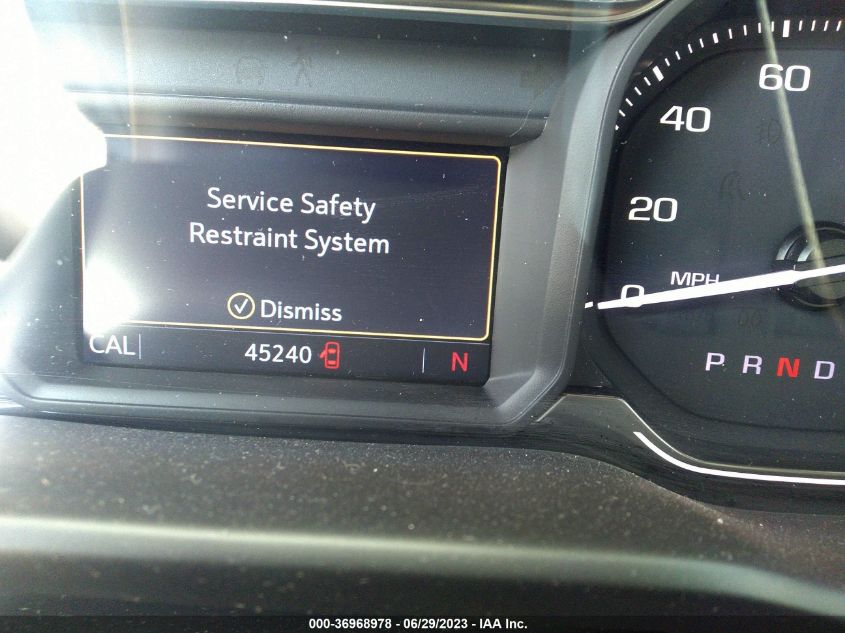 60
40
20
0
MPH
P R N D
Service Safety
Restraint System
Dismiss
CAL
45240
N
000-36968978 - 06/29/2023 - IAA Inc.